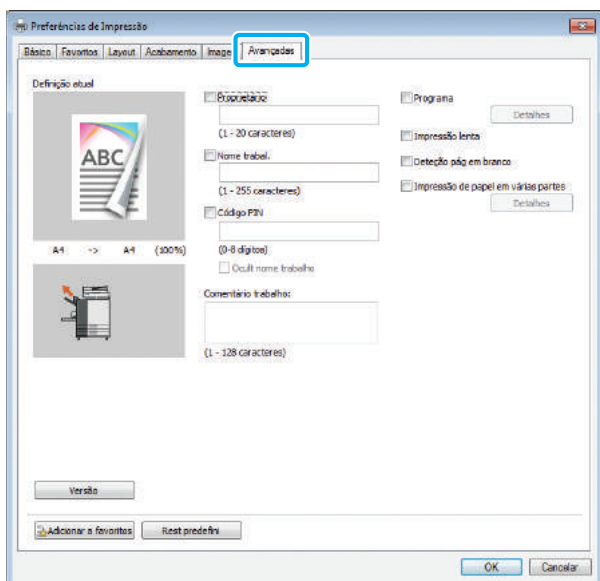 Preferências de Impressão
Básico Favoritos Layout Acabamento Image Avançadas
Definição atual
Proprietário
(1 - 20 caracteres)
Nome trabal.
(1 - 255 caracteres)
Código PIN
(0-8 dígitos)
Ocult nome trabalho
Comentário trabalho:
(1 - 128 caracteres)
Programa
Detalhes
Impressão lenta
Deteção pág em branco
Impressão de papel em várias partes
Detalhes
ABC
A4 -> A4 (100%)
Versão
Adicionar a favoritos Rest predefini
OK Cancelar